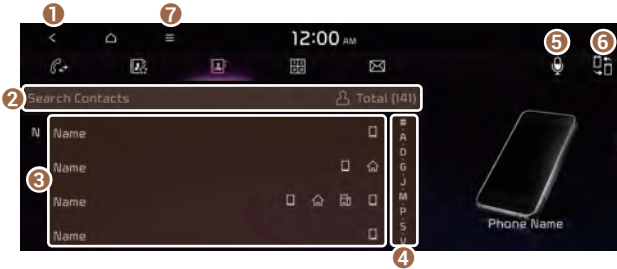 1 7
12:00 AM
5 6
2 Search Contacts Total (141)
N Name
Name
3
Name
Name
#
A
D
G
J
M
P
S
V
4
Phone Name